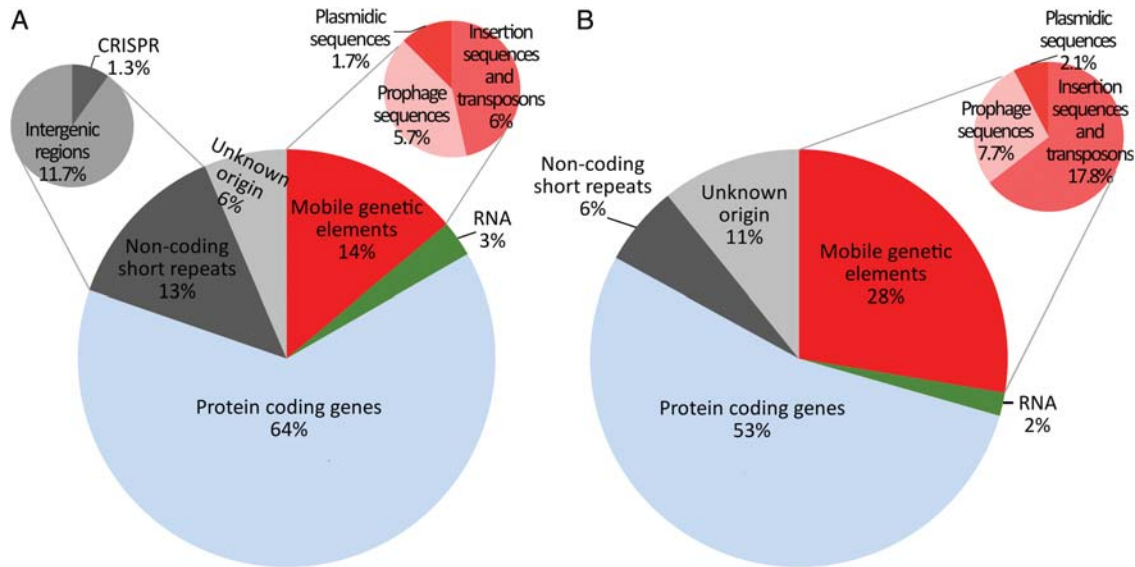 A
CRISPR
1.3%
Intergenic
regions
11.7%
Plasmidic
sequences
1.7%
Insertion
sequences
and
transposons
6%
Prophage
sequences
5.7%
Unknown
origin
6%
Mobile genetic
elements
14%
RNA
3%
Non-coding
short repeats
13%
Protein coding genes
64%
B
Plasmidic
sequences
2.1%
Insertion
sequences
and
transposons
17.8%
Prophage
sequences
7.7%
Non-coding
short repeats
6%
Unknown
origin
11%
Mobile genetic
elements
28%
RNA
2%
Protein coding genes
53%